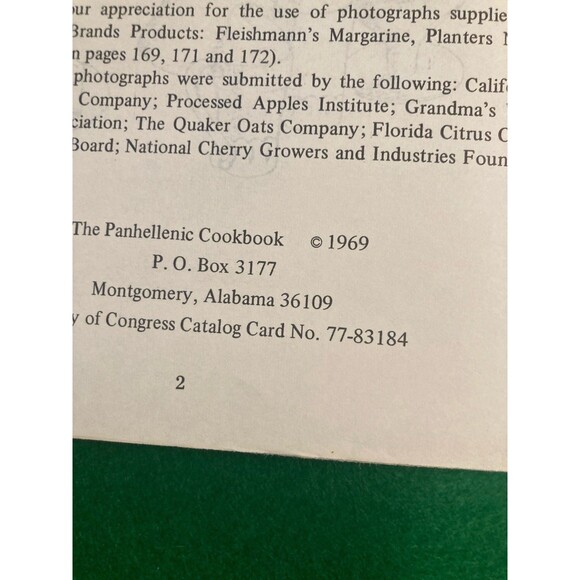 our appreciation for the use of photographs supplie
Brands Products: Fleishmann's Margarine, Planters
n pages 169, 171 and 172).
photographs were submitted by the following: Calif
Company; Processed Apples Institute; Grandma's
ciation; The Quaker Oats Company; Florida Citrus C
Board; National Cherry Growers and Industries Foun
The Panhellenic Cookbook © 1969
P. O. Box 3177
Montgomery, Alabama 36109
y of Congress Catalog Card No. 77-83184
2